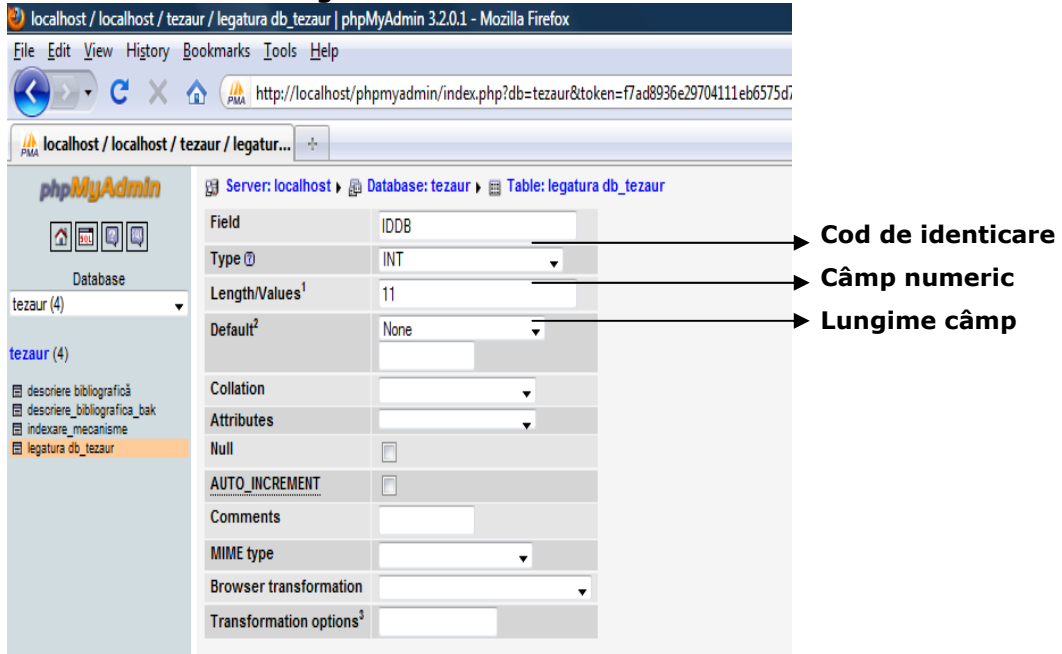 localhost / localhost / tezaur / legatura db_tezaur | phpMyAdmin 3.2.0.1 - Mozilla Firefox
File Edit View History Bookmarks Tools Help
PMA http://localhost/phpmyadmin/index.php?db=tezaur&token=f7ad8936e29704111eb6575d7
PMA localhost / localhost / tezaur / legatur...
phpMyAdmin
Server: localhost Database: tezaur Table: legatura db_tezaur
SQL
Database
tezaur (4)
tezaur (4)
descriere bibliografică
descriere_bibliografica_bak
indexare_mecanisme
legatura db_tezaur
Field IDDB
Type INT
Length/Values1 11
Default2 None
Collation
Attributes
Null
AUTO_INCREMENT
Comments
MIME type
Browser transformation
Transformation options3
Cod de identicare
Câmp numeric
Lungime câmp